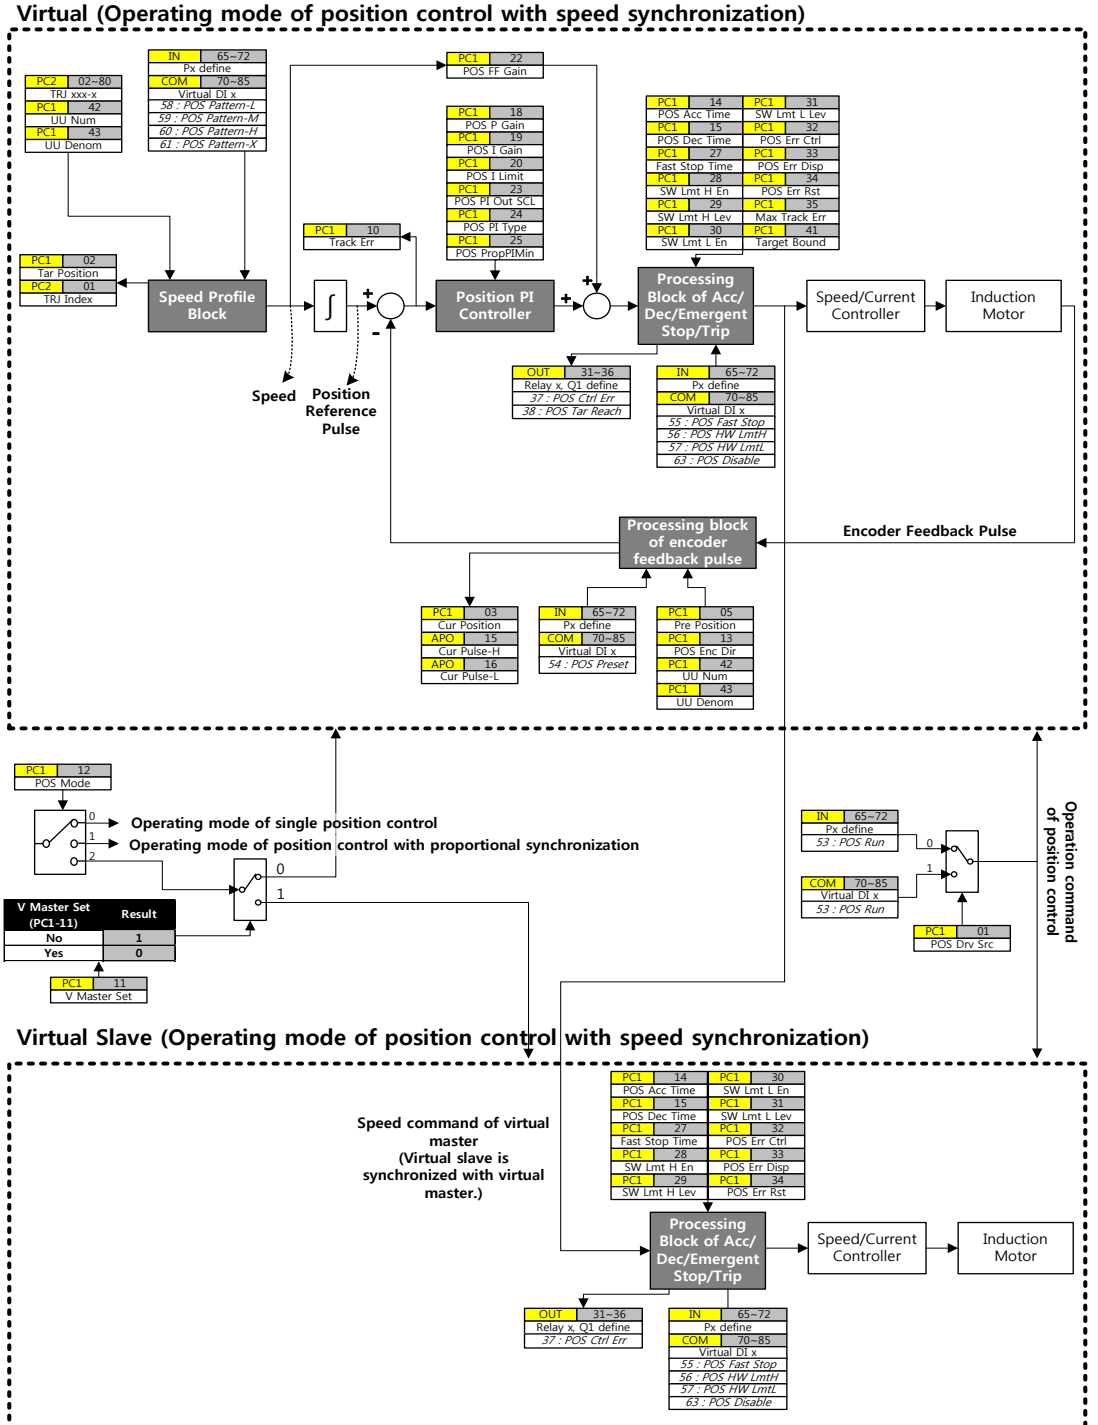 Virtual (Operating mode of position control with speed synchronization)
PC2 02~80
TRJ xxx-x
PC1 42
UU Num
PC1 43
UU Denom
IN 65~72
Px define
COM 70~85
Virtual DI x
58 : POS Pattern-L
59 : POS Pattern-M
60 : POS Pattern-H
61 : POS Pattern-X
PC1 22
POS FF Gain
PC1 18
POS P Gain
PC1 19
POS I Gain
PC1 20
POS I Limit
PC1 23
POS PI Out SCL
PC1 24
POS PI Type
PC1 25
POS PropPIMin
PC1 14 PC1 31
POS Acc Time SW Lmt L Lev
PC1 15 PC1 32
POS Dec Time POS Err Ctrl
PC1 27 PC1 33
Fast Stop Time POS Err Disp
PC1 28 PC1 34
SW Lmt H En POS Err Rst
PC1 29 PC1 35
SW Lmt H Lev Max Track Err
PC1 30 PC1 41
SW Lmt L En Target Bound
PC1 10
Track Err
PC1 02
Tar Position
PC2 01
TRJ Index
Speed Profile
Block
∫
+
-
Position PI
Controller
+
+
Processing
Block of Acc/
Dec/Emergent
Stop/Trip
Speed/Current
Controller
Induction
Motor
Speed
Position
Reference
Pulse
OUT 31~36
Relay x, Q1 define
37 : POS Ctrl Err
38 : POS Tar Reach
IN 65~72
Px define
COM 70~85
Virtual DI x
55 : POS Fast Stop
56 : POS HW LmtH
57 : POS HW LmtL
63 : POS Disable
Processing block
of encoder
feedback pulse
Encoder Feedback Pulse
PC1 03
Cur Position
APO 15
Cur Pulse-H
APO 16
Cur Pulse-L
IN 65~72
Px define
COM 70~85
Virtual DI x
54 : POS Preset
PC1 05
Pre Position
PC1 13
POS Enc Dir
PC1 42
UU Num
PC1 43
UU Denom
PC1 12
POS Mode
0
Operating mode of single position control
1
Operating mode of position control with proportional synchronization
2
0
1
V Master Set
(PC1-11)
Result
No 1
Yes 0
PC1 11
V Master Set
IN 65~72
Px define
53 : POS Run
0
1
COM 70~85
Virtual DI x
53 : POS Run
PC1 01
POS Drv Src
Operation command
of position control
Virtual Slave (Operating mode of position control with speed synchronization)
Speed command of virtual
master
(Virtual slave is
synchronized with virtual
master.)
PC1 14 PC1 30
POS Acc Time SW Lmt L En
PC1 15 PC1 31
POS Dec Time SW Lmt L Lev
PC1 27 PC1 32
Fast Stop Time POS Err Ctrl
PC1 28 PC1 33
SW Lmt H En POS Err Disp
PC1 29 PC1 34
SW Lmt H Lev POS Err Rst
Processing
Block of Acc/
Dec/Emergent
Stop/Trip
Speed/Current
Controller
Induction
Motor
OUT 31~36
Relay x, Q1 define
37 : POS Ctrl Err
IN 65~72
Px define
COM 70~85
Virtual DI x
55 : POS Fast Stop
56 : POS HW LmtH
57 : POS HW LmtL
63 : POS Disable